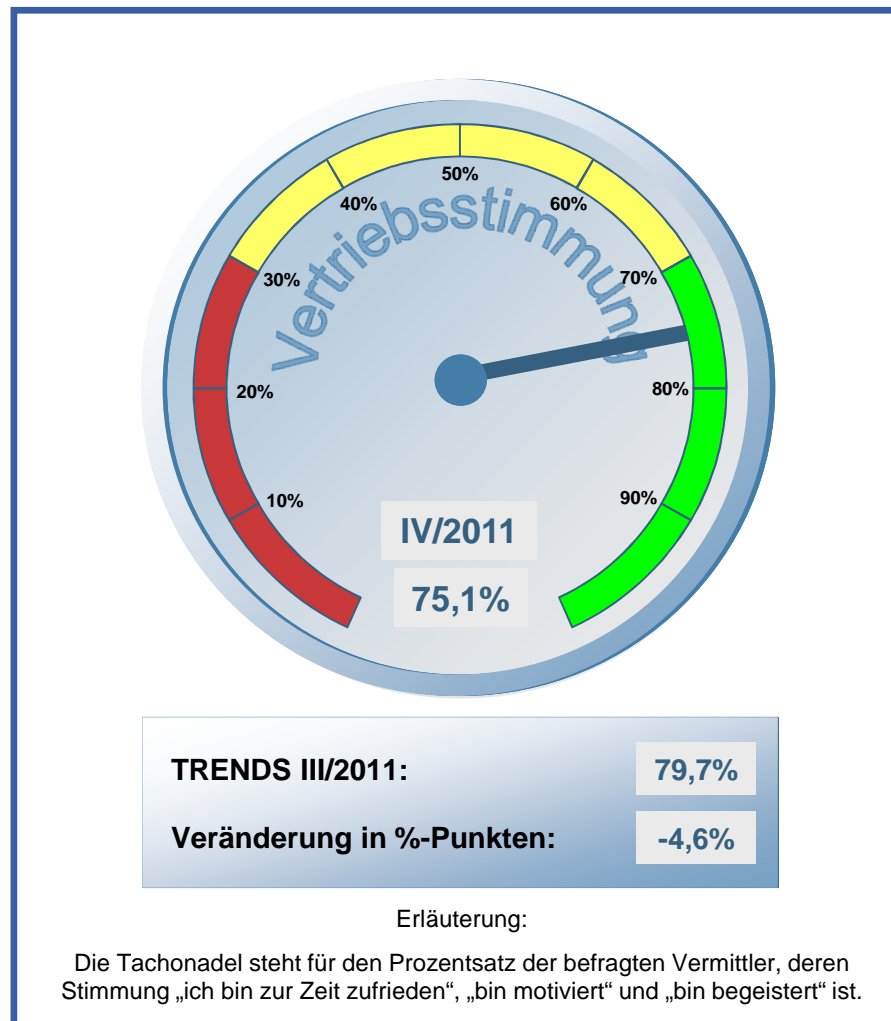 50%
40%
60%
Vertriebsstimmung
30%
70%
20%
80%
10%
90%
IV/2011
75,1%
TRENDS III/2011: 79,7%
Veränderung in %-Punkten: -4,6%
Erläuterung:
Die Tachonadel steht für den Prozentsatz der befragten Vermittler, deren
Stimmung „ich bin zur Zeit zufrieden“, „bin motiviert“ und „bin begeistert“ ist.